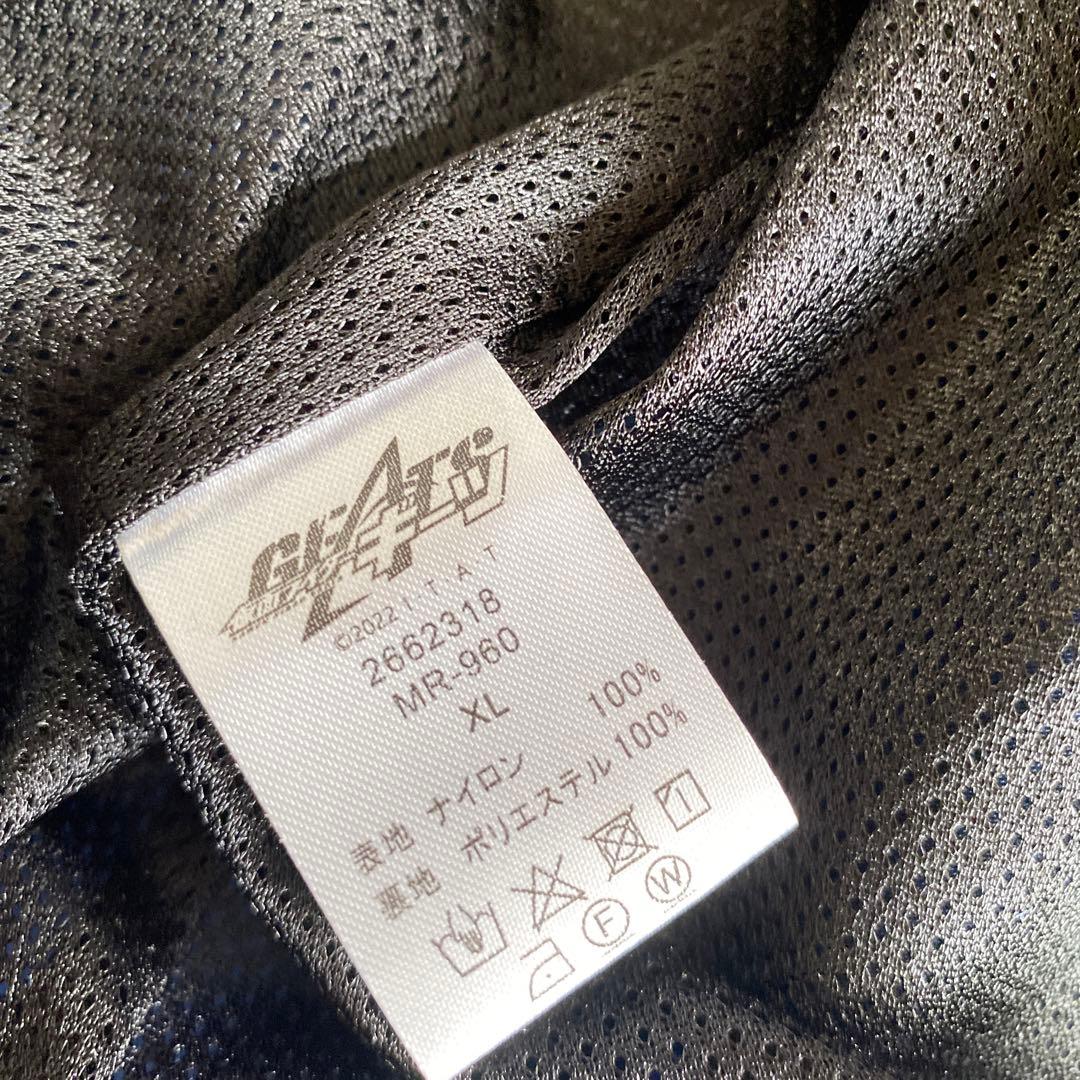 GEATS
©2022 I・T・A・T
2662318
MR-960
XL
表地 ナイロン 100%
裏地 ポリエステル 100%
F
W